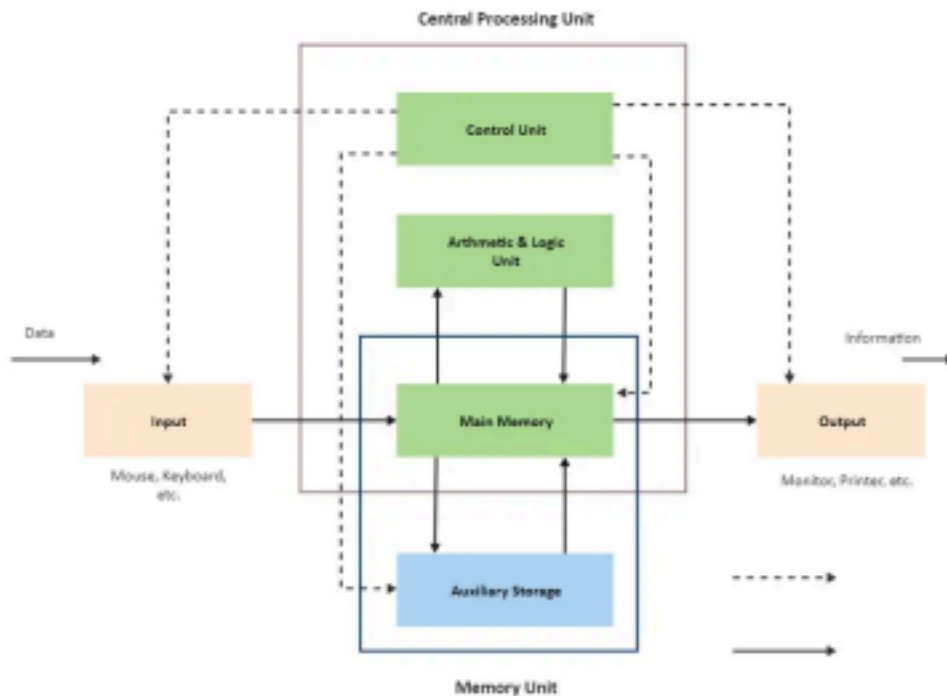 Central Processing Unit
Control Unit
Arthmetic & Logic
Unit
Data
Information
Input
Main Memory
Output
Mouse, Keyboard,
etc.
Monitor, Printer, etc.
Auxiliary Storage
Memory Unit